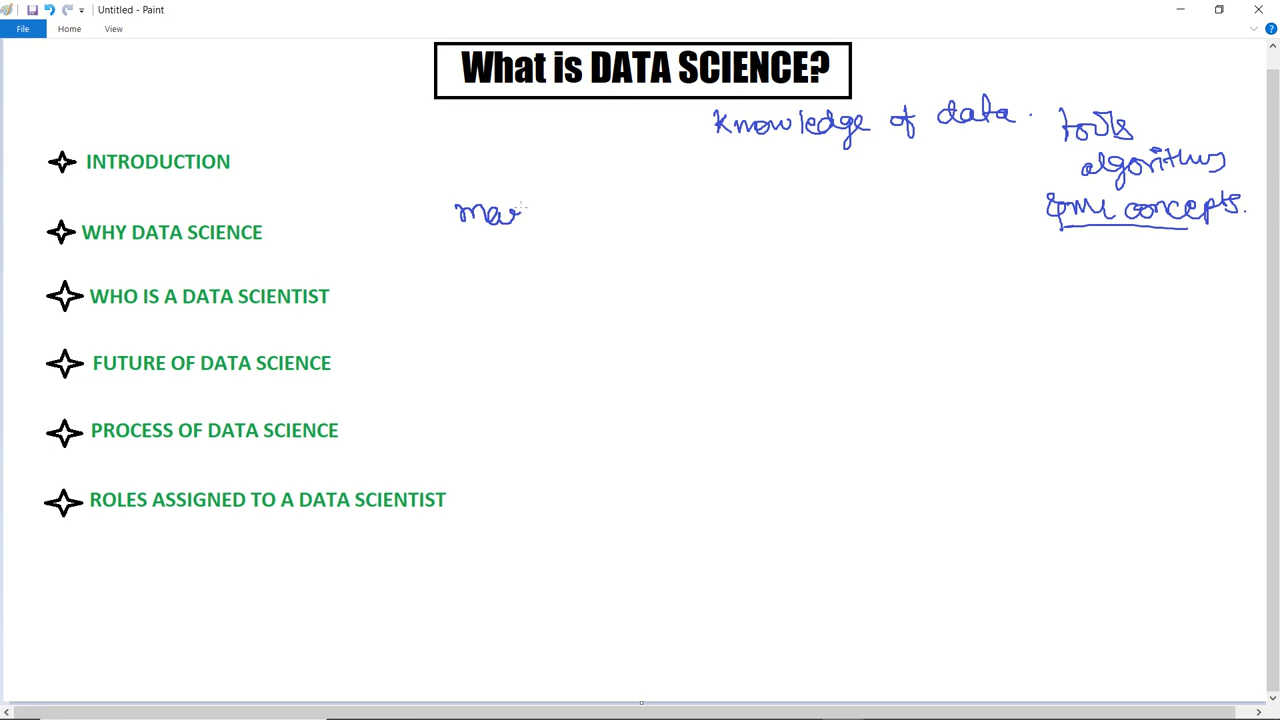 Untitled - Paint
File Home View
What is DATA SCIENCE?
Knowledge of data. tools
algorithms
& ML concepts.
INTRODUCTION
WHY DATA SCIENCE
WHO IS A DATA SCIENTIST
FUTURE OF DATA SCIENCE
PROCESS OF DATA SCIENCE
ROLES ASSIGNED TO A DATA SCIENTIST